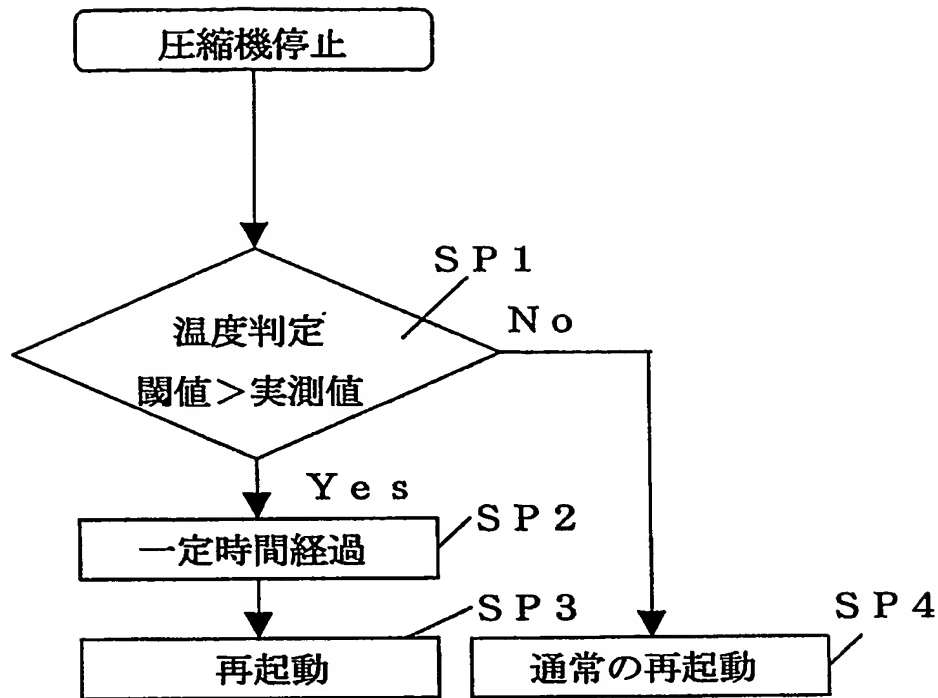 圧縮機停止
ＳＰ１
Ｎｏ
温度判定
閾値＞実測値
Ｙｅｓ
ＳＰ２
一定時間経過
ＳＰ３
ＳＰ４
再起動
通常の再起動